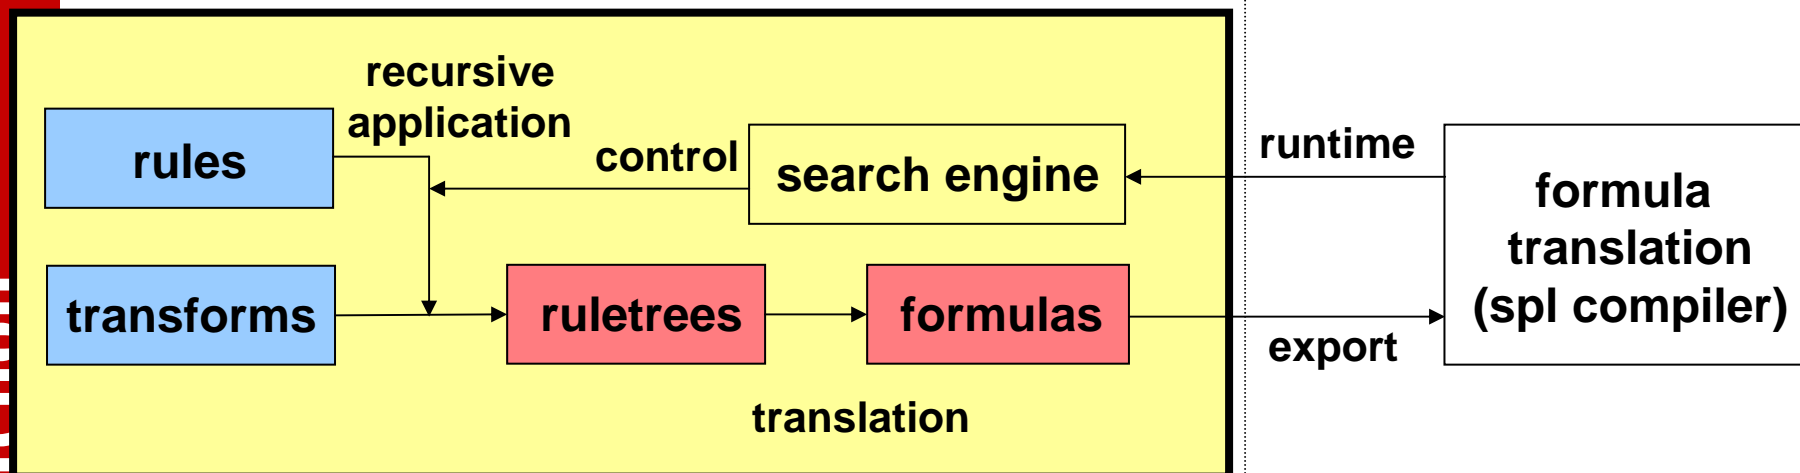 recursive
application
rules
control
search engine
runtime
formula
translation
(spl compiler)
transforms
ruletrees
formulas
export
translation